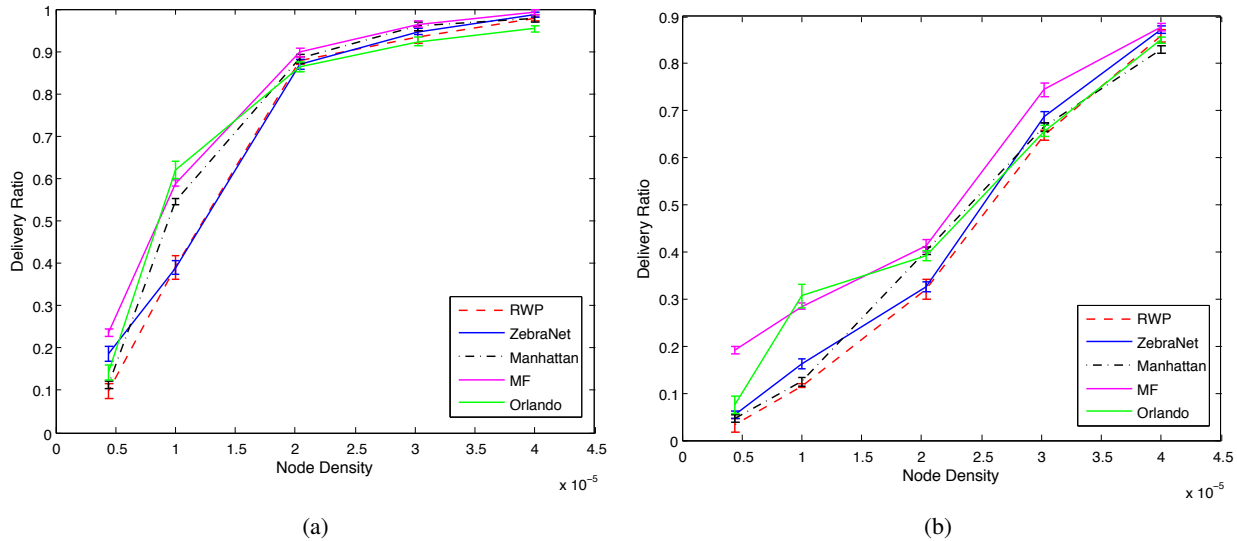 1
0.9
0.8
0.7
0.6
0.5
0.4
0.3
0.2
0.1
0
Delivery Ratio
0 0.5 1 1.5 2 2.5 3 3.5 4 4.5
Node Density
x 10⁻⁵
RWP
ZebraNet
Manhattan
MF
Orlando
(a)
0.9
0.8
0.7
0.6
0.5
0.4
0.3
0.2
0.1
0
Delivery Ratio
0 0.5 1 1.5 2 2.5 3 3.5 4 4.5
Node Density
x 10⁻⁵
RWP
ZebraNet
Manhattan
MF
Orlando
(b)